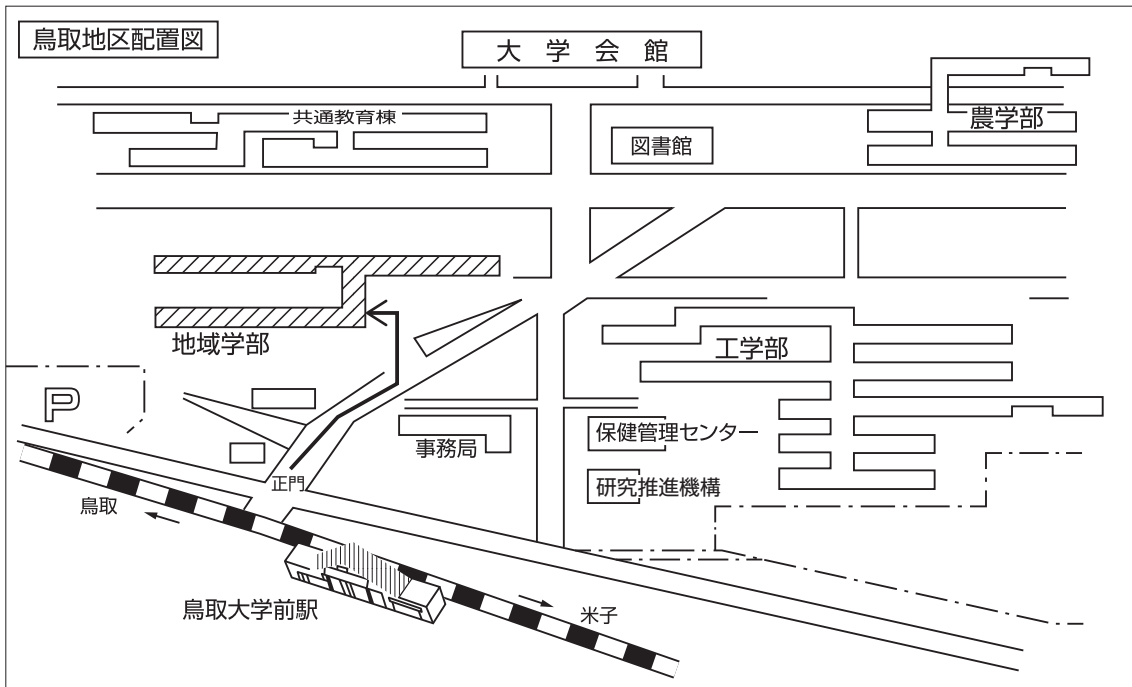 鳥取地区配置図
大学会館
共通教育棟
農学部
図書館
地域学部
工学部
P
保健管理センター
事務局
研究推進機構
正門
鳥取
鳥取大学前駅
米子